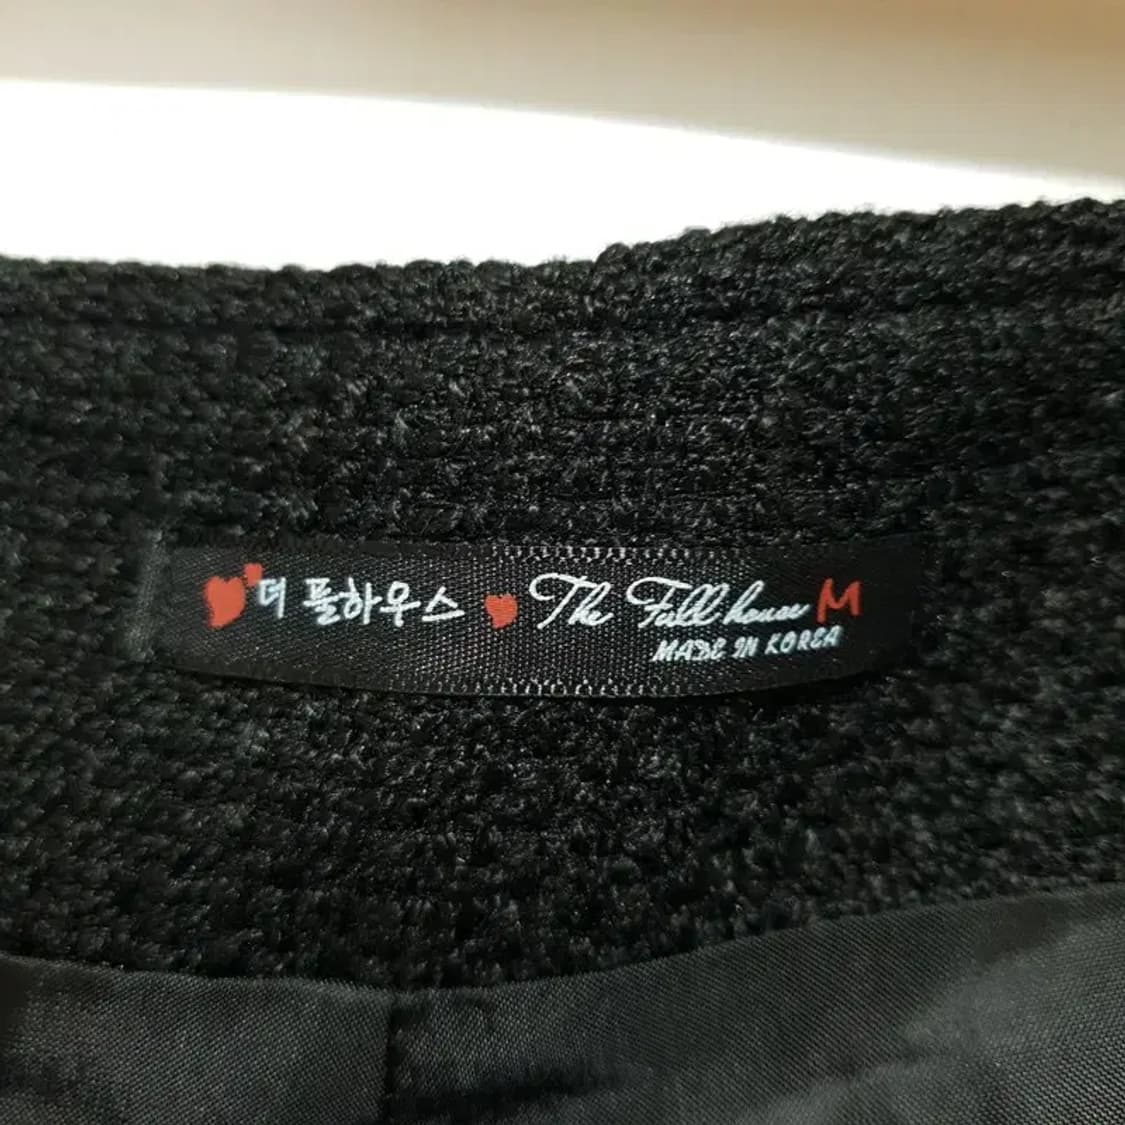 더 풀하우스 The Full house M
MADE IN KOREA